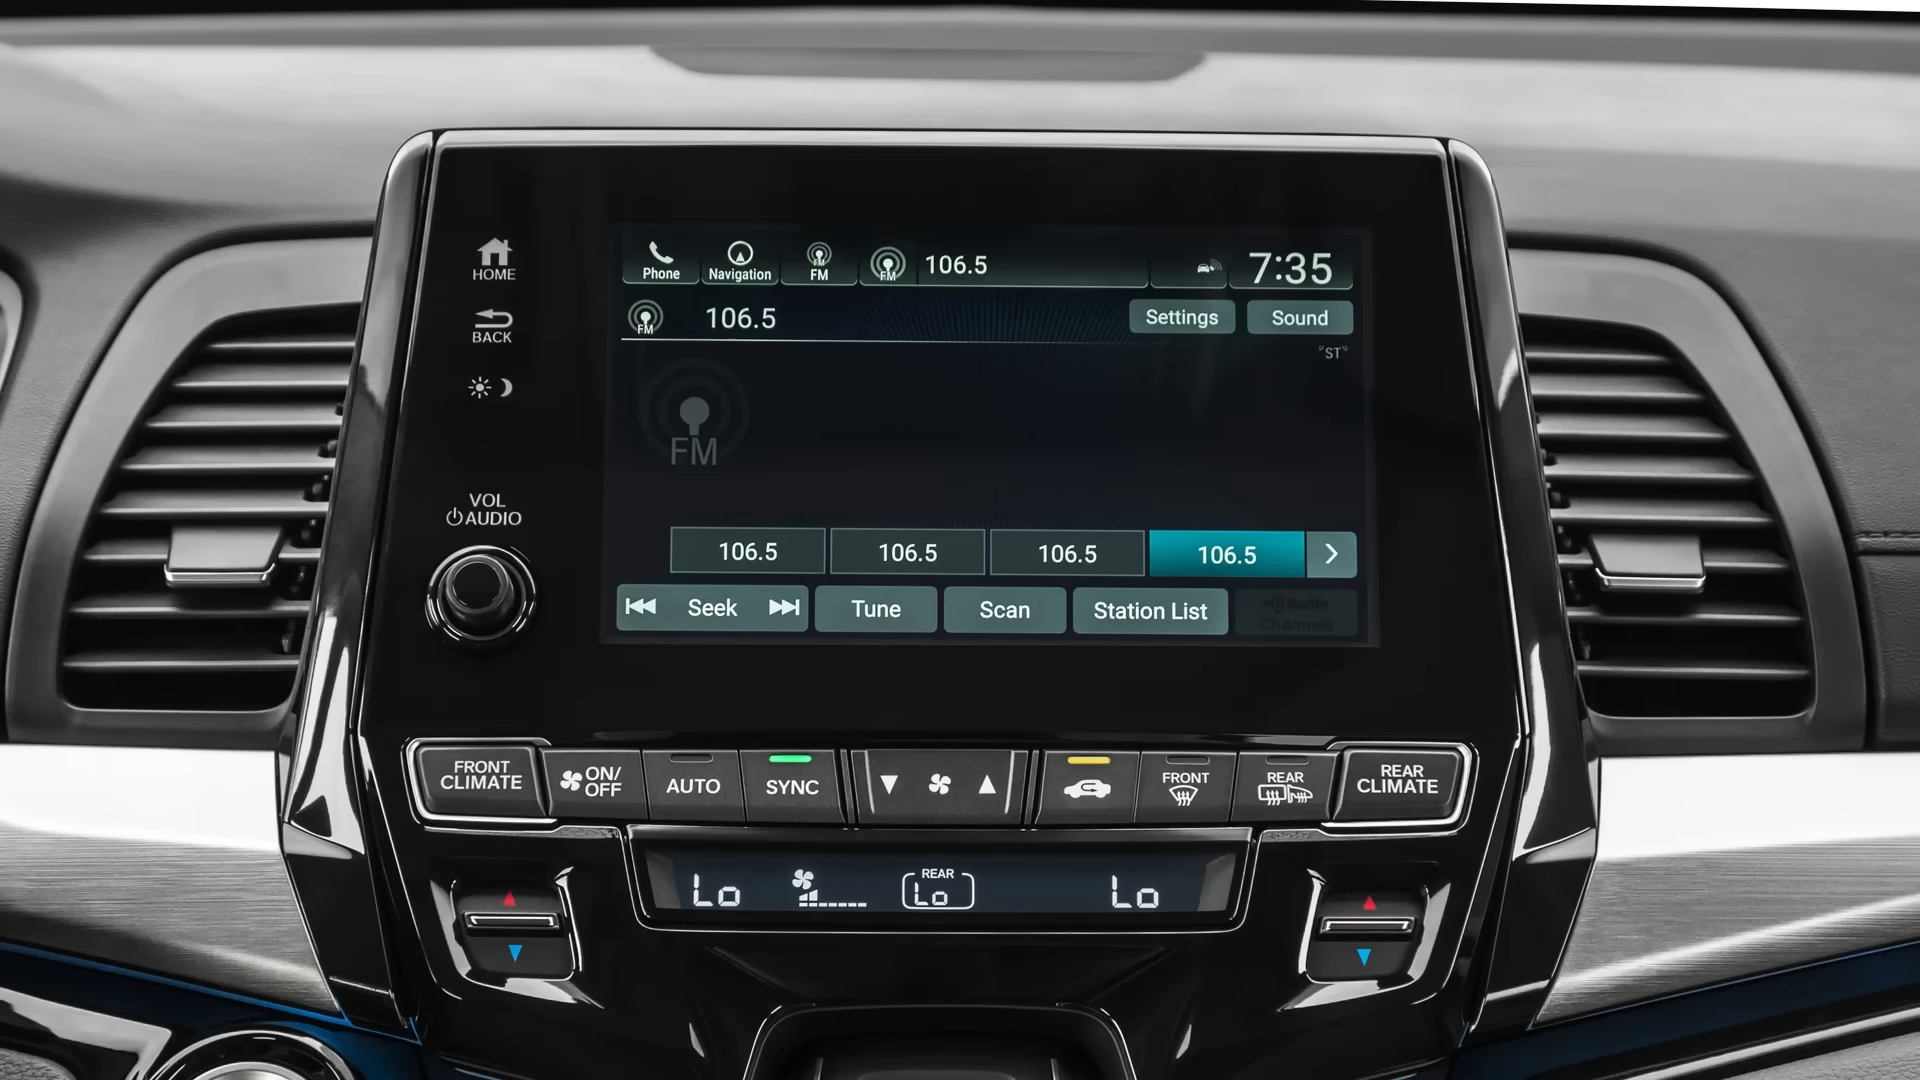 HOME
BACK
VOL
AUDIO
Phone
Navigation
FM
FM
106.5
7:35
FM
106.5
Settings
Sound
"ST"
FM
106.5
106.5
106.5
106.5
Seek
Tune
Scan
Station List
Radio
Channels
FRONT
CLIMATE
ON/
OFF
AUTO
SYNC
FRONT
REAR
REAR
CLIMATE
Lo
REAR
Lo
Lo